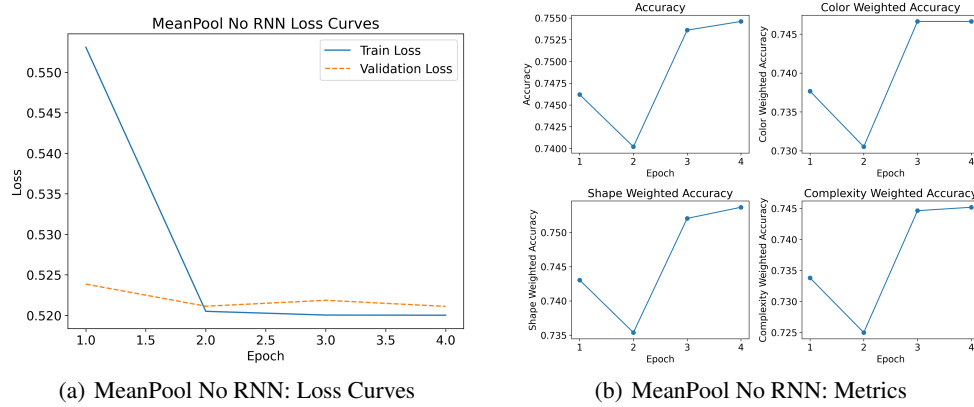 MeanPool No RNN Loss Curves
Train Loss
Validation Loss
0.550
0.545
0.540
0.535
0.530
0.525
0.520
Loss
1.0 1.5 2.0 2.5 3.0 3.5 4.0
Epoch
(a) MeanPool No RNN: Loss Curves
Accuracy
0.7550
0.7525
0.7500
0.7475
0.7450
0.7425
0.7400
Accuracy
1 2 3 4
Epoch
Color Weighted Accuracy
0.745
0.740
0.735
0.730
Color Weighted Accuracy
1 2 3 4
Epoch
Shape Weighted Accuracy
0.750
0.745
0.740
0.735
Shape Weighted Accuracy
1 2 3 4
Epoch
Complexity Weighted Accuracy
0.745
0.740
0.735
0.730
0.725
Complexity Weighted Accuracy
1 2 3 4
Epoch
(b) MeanPool No RNN: Metrics